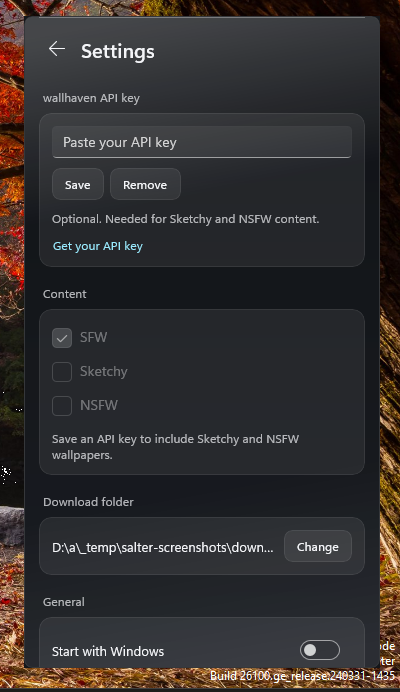 Settings
wallhaven API key
Paste your API key
Save
Remove
Optional. Needed for Sketchy and NSFW content.
Get your API key
Content
SFW
Sketchy
NSFW
Save an API key to include Sketchy and NSFW
wallpapers.
Download folder
D:\a\_temp\salter-screenshots\down...
Change
General
Start with Windows
Build 26100.ge_release.240331-1435